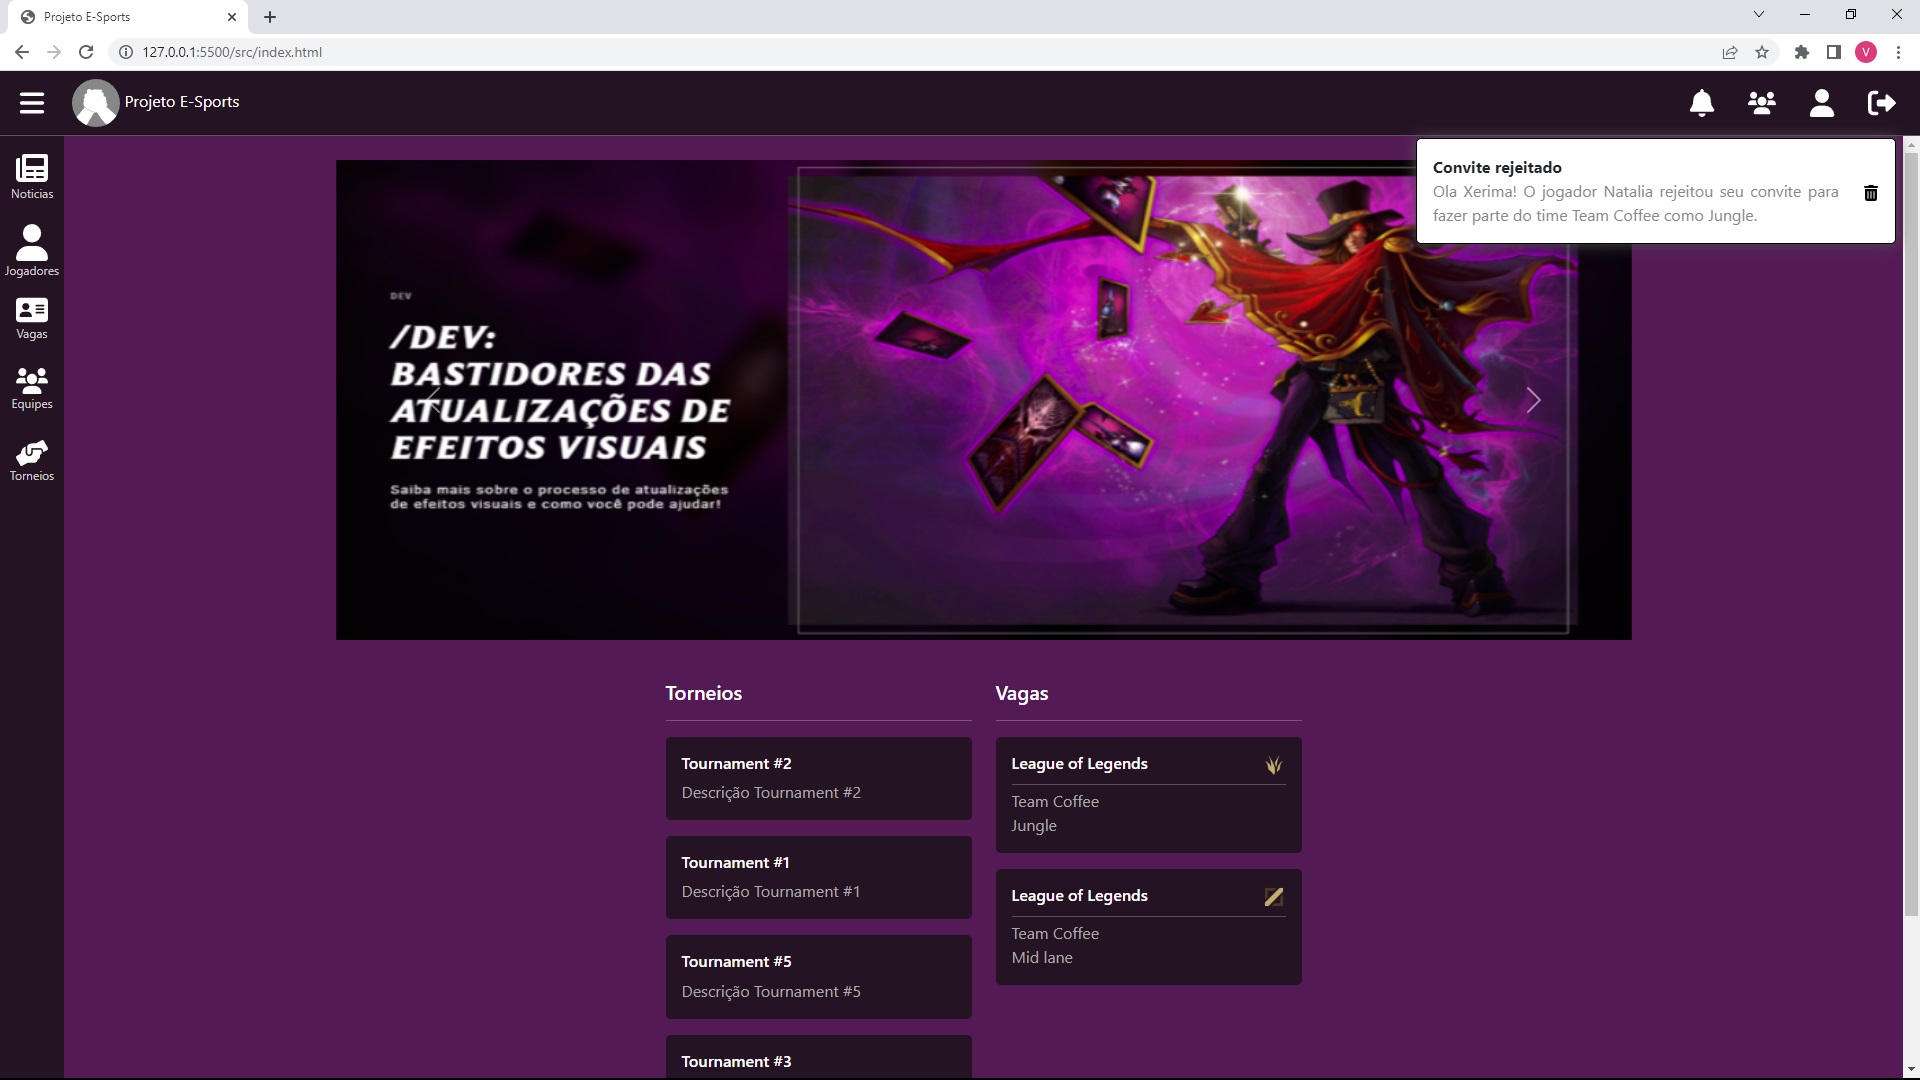 Projeto E-Sports
127.0.0.1:5500/src/index.html
V
Projeto E-Sports
Noticias
Jogadores
Vagas
Equipes
Torneios
Convite rejeitado
Ola Xerima! O jogador Natalia rejeitou seu convite para
fazer parte do time Team Coffee como Jungle.
DEV
/DEV:
BASTIDORES DAS
ATUALIZAÇÕES DE
EFEITOS VISUAIS
Saiba mais sobre o processo de atualizações
de efeitos visuais e como você pode ajudar!
Torneios
Tournament #2
Descrição Tournament #2
Tournament #1
Descrição Tournament #1
Tournament #5
Descrição Tournament #5
Tournament #3
Vagas
League of Legends
Team Coffee
Jungle
League of Legends
Team Coffee
Mid lane